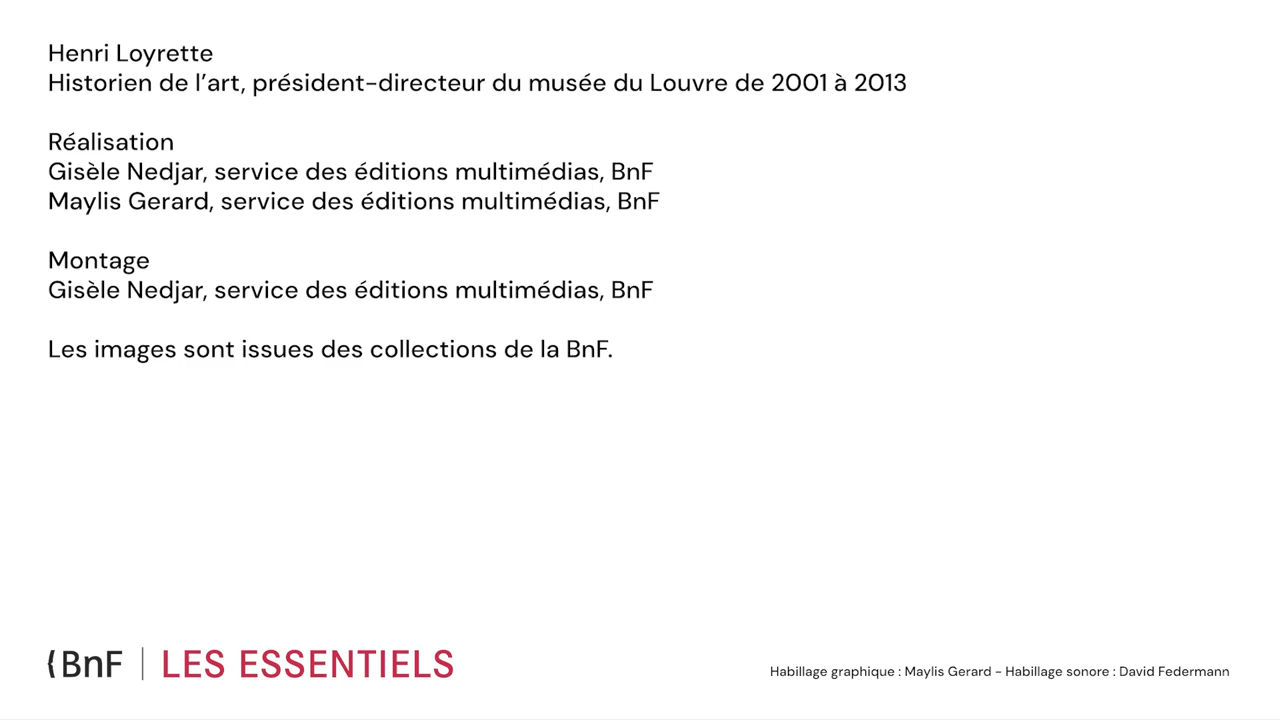 Henri Loyrette
Historien de l’art, président-directeur du musée du Louvre de 2001 à 2013
Réalisation
Gisèle Nedjar, service des éditions multimédias, BnF
Maylis Gerard, service des éditions multimédias, BnF
Montage
Gisèle Nedjar, service des éditions multimédias, BnF
Les images sont issues des collections de la BnF.
BnF | LES ESSENTIELS
Habillage graphique : Maylis Gerard - Habillage sonore : David Federmann